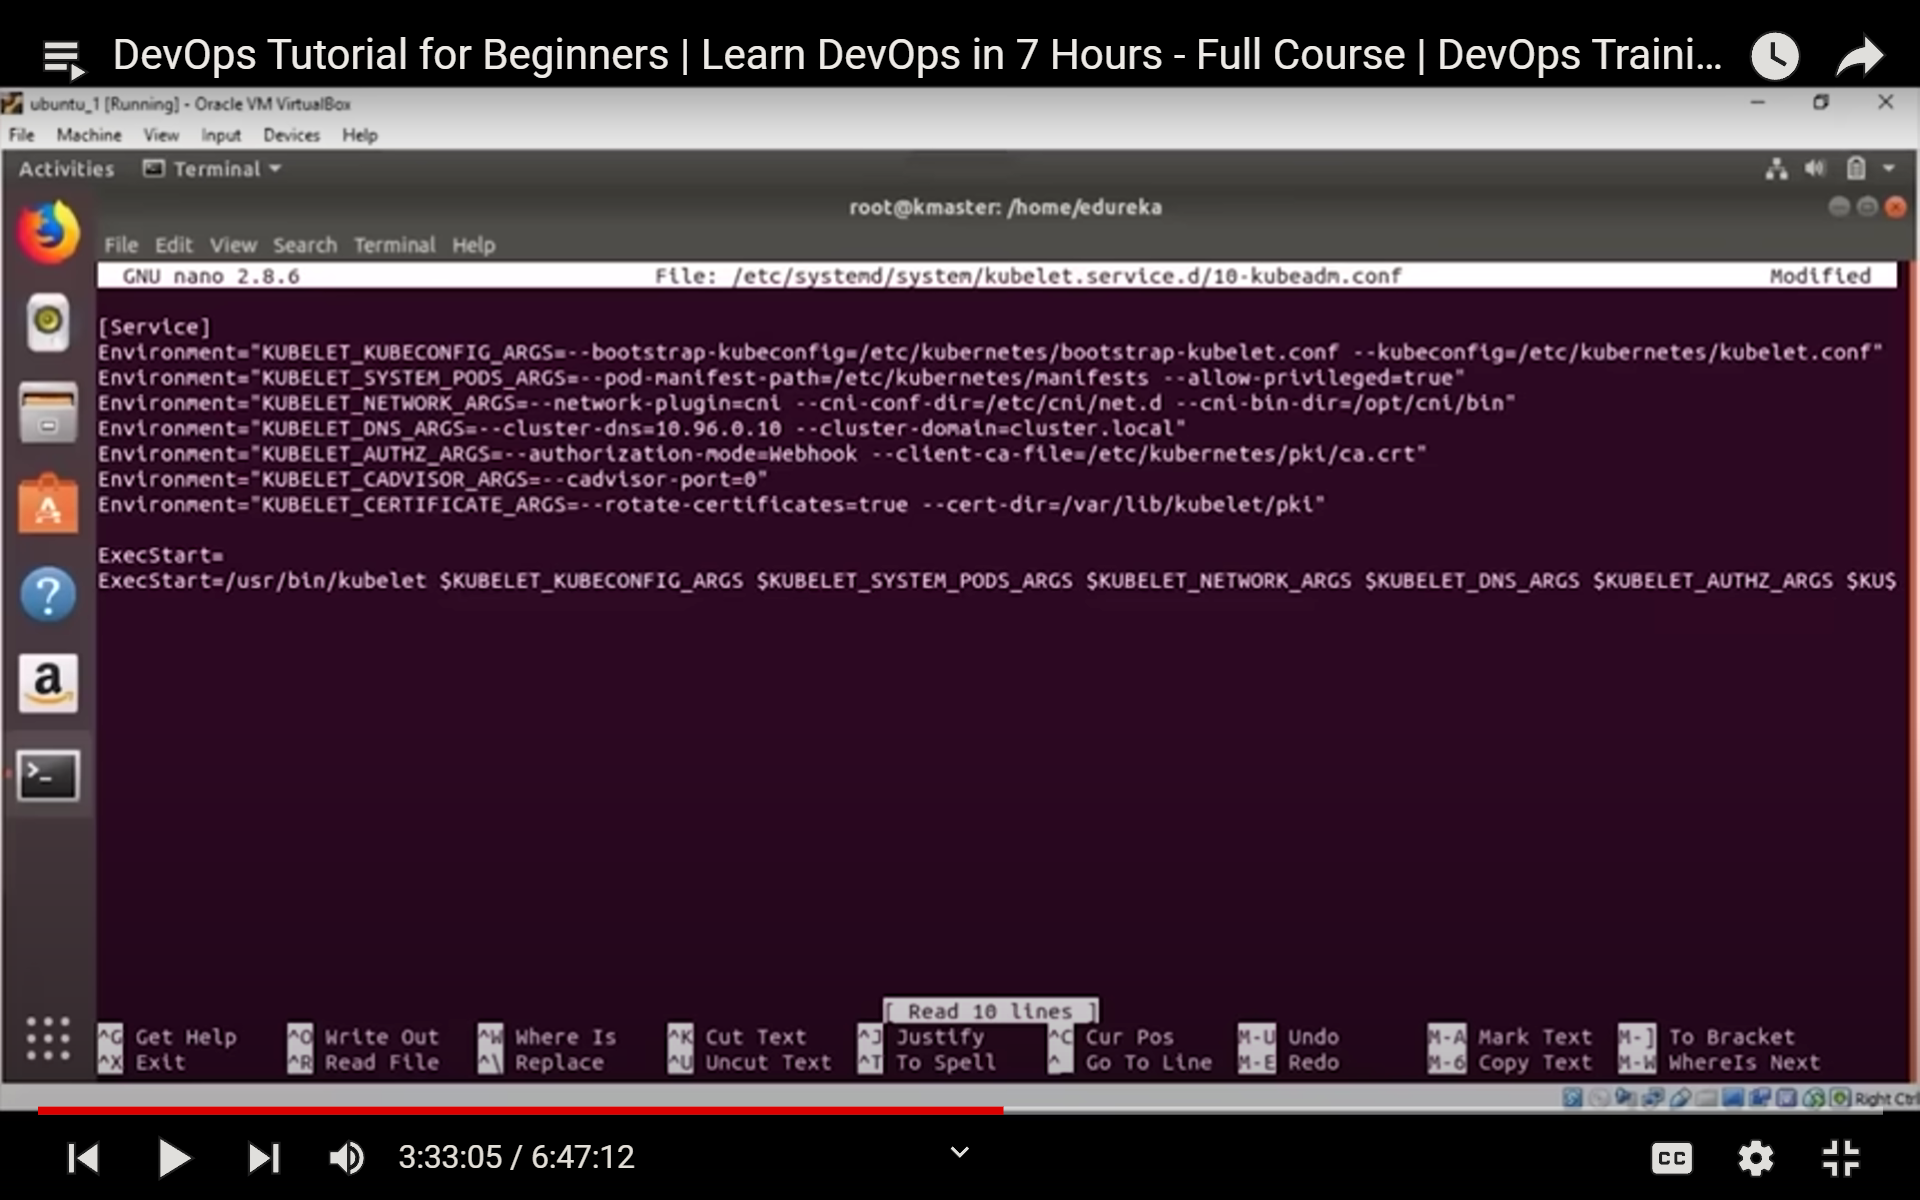 DevOps Tutorial for Beginners | Learn DevOps in 7 Hours - Full Course | DevOps Traini...
ubuntu_1 [Running] - Oracle VM VirtualBox
File Machine View Input Devices Help
Activities Terminal
root@kmaster: /home/edureka
File Edit View Search Terminal Help
GNU nano 2.8.6 File: /etc/systemd/system/kubelet.service.d/10-kubeadm.conf Modified
[Service]
Environment="KUBELET_KUBECONFIG_ARGS=--bootstrap-kubeconfig=/etc/kubernetes/bootstrap-kubelet.conf --kubeconfig=/etc/kubernetes/kubelet.conf"
Environment="KUBELET_SYSTEM_PODS_ARGS=--pod-manifest-path=/etc/kubernetes/manifests --allow-privileged=true"
Environment="KUBELET_NETWORK_ARGS=--network-plugin=cni --cni-conf-dir=/etc/cni/net.d --cni-bin-dir=/opt/cni/bin"
Environment="KUBELET_DNS_ARGS=--cluster-dns=10.96.0.10 --cluster-domain=cluster.local"
Environment="KUBELET_AUTHZ_ARGS=--authorization-mode=Webhook --client-ca-file=/etc/kubernetes/pki/ca.crt"
Environment="KUBELET_CADVISOR_ARGS=--cadvisor-port=0"
Environment="KUBELET_CERTIFICATE_ARGS=--rotate-certificates=true --cert-dir=/var/lib/kubelet/pki"
ExecStart=
ExecStart=/usr/bin/kubelet $KUBELET_KUBECONFIG_ARGS $KUBELET_SYSTEM_PODS_ARGS $KUBELET_NETWORK_ARGS $KUBELET_DNS_ARGS $KUBELET_AUTHZ_ARGS $KU$
[ Read 10 lines ]
^G Get Help ^O Write Out ^W Where Is ^K Cut Text ^J Justify ^C Cur Pos M-U Undo M-A Mark Text M-] To Bracket
^X Exit ^R Read File ^\ Replace ^U Uncut Text ^T To Spell ^_ Go To Line M-E Redo M-6 Copy Text M-W WhereIs Next
Right Ctrl
3:33:05 / 6:47:12
CC